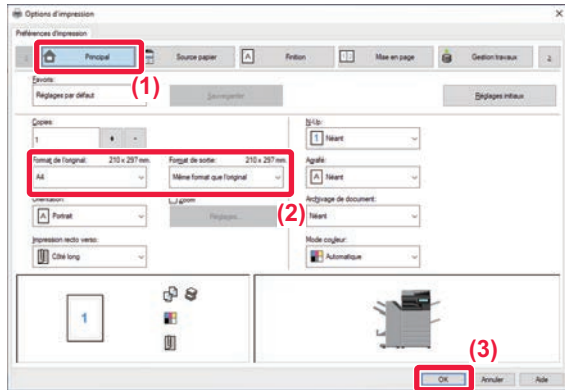 Options d'impression
Préférences d'impression
Principal
Source papier
Finition
Mise en page
Gestion travaux
(1)
Favoris:
Réglages par défaut
Sauvegarder
Réglages initiaux
Copies:
1
+ -
N-Up:
1 Néant
Format de l'original: 210 x 297 mm.
Format de sortie: 210 x 297 mm.
Agrafé:
A4
Même format que l'original
A Néant
(2)
Orientation:
Zoom
Archivage de document:
A Portrait
Réglages...
Néant
Impression recto verso:
Mode couleur:
Côté long
Automatique
1
(3)
OK
Annuler
Aide